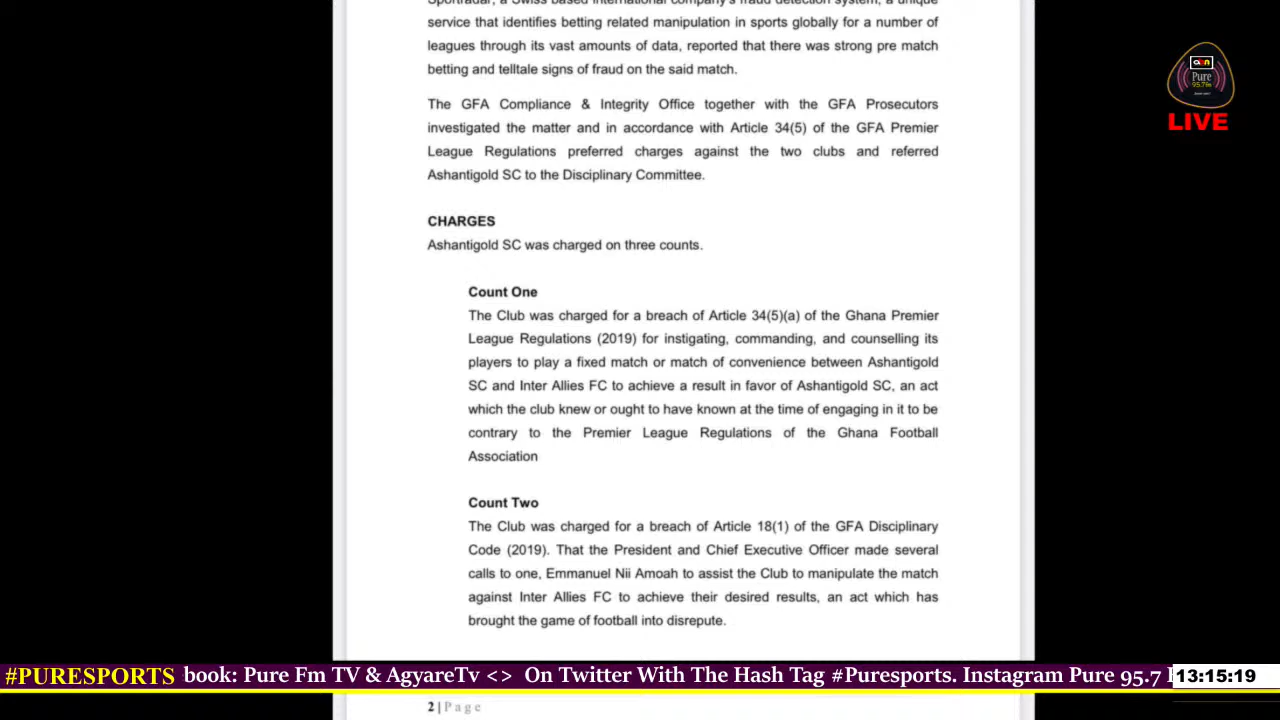 Sportradar, a Swiss based international company's fraud detection system, a unique
service that identifies betting related manipulation in sports globally for a number of
leagues through its vast amounts of data, reported that there was strong pre match
betting and telltale signs of fraud on the said match.
The GFA Compliance & Integrity Office together with the GFA Prosecutors
investigated the matter and in accordance with Article 34(5) of the GFA Premier
League Regulations preferred charges against the two clubs and referred
Ashantigold SC to the Disciplinary Committee.
CHARGES
Ashantigold SC was charged on three counts.
Count One
The Club was charged for a breach of Article 34(5)(a) of the Ghana Premier
League Regulations (2019) for instigating, commanding, and counselling its
players to play a fixed match or match of convenience between Ashantigold
SC and Inter Allies FC to achieve a result in favor of Ashantigold SC, an act
which the club knew or ought to have known at the time of engaging in it to be
contrary to the Premier League Regulations of the Ghana Football
Association
Count Two
The Club was charged for a breach of Article 18(1) of the GFA Disciplinary
Code (2019). That the President and Chief Executive Officer made several
calls to one, Emmanuel Nii Amoah to assist the Club to manipulate the match
against Inter Allies FC to achieve their desired results, an act which has
brought the game of football into disrepute.
2 | Page
Pure
95.7fm
LIVE
#PURESPORTS book: Pure Fm TV & AgyareTv <> On Twitter With The Hash Tag #Puresports. Instagram Pure 95.7
13:15:19